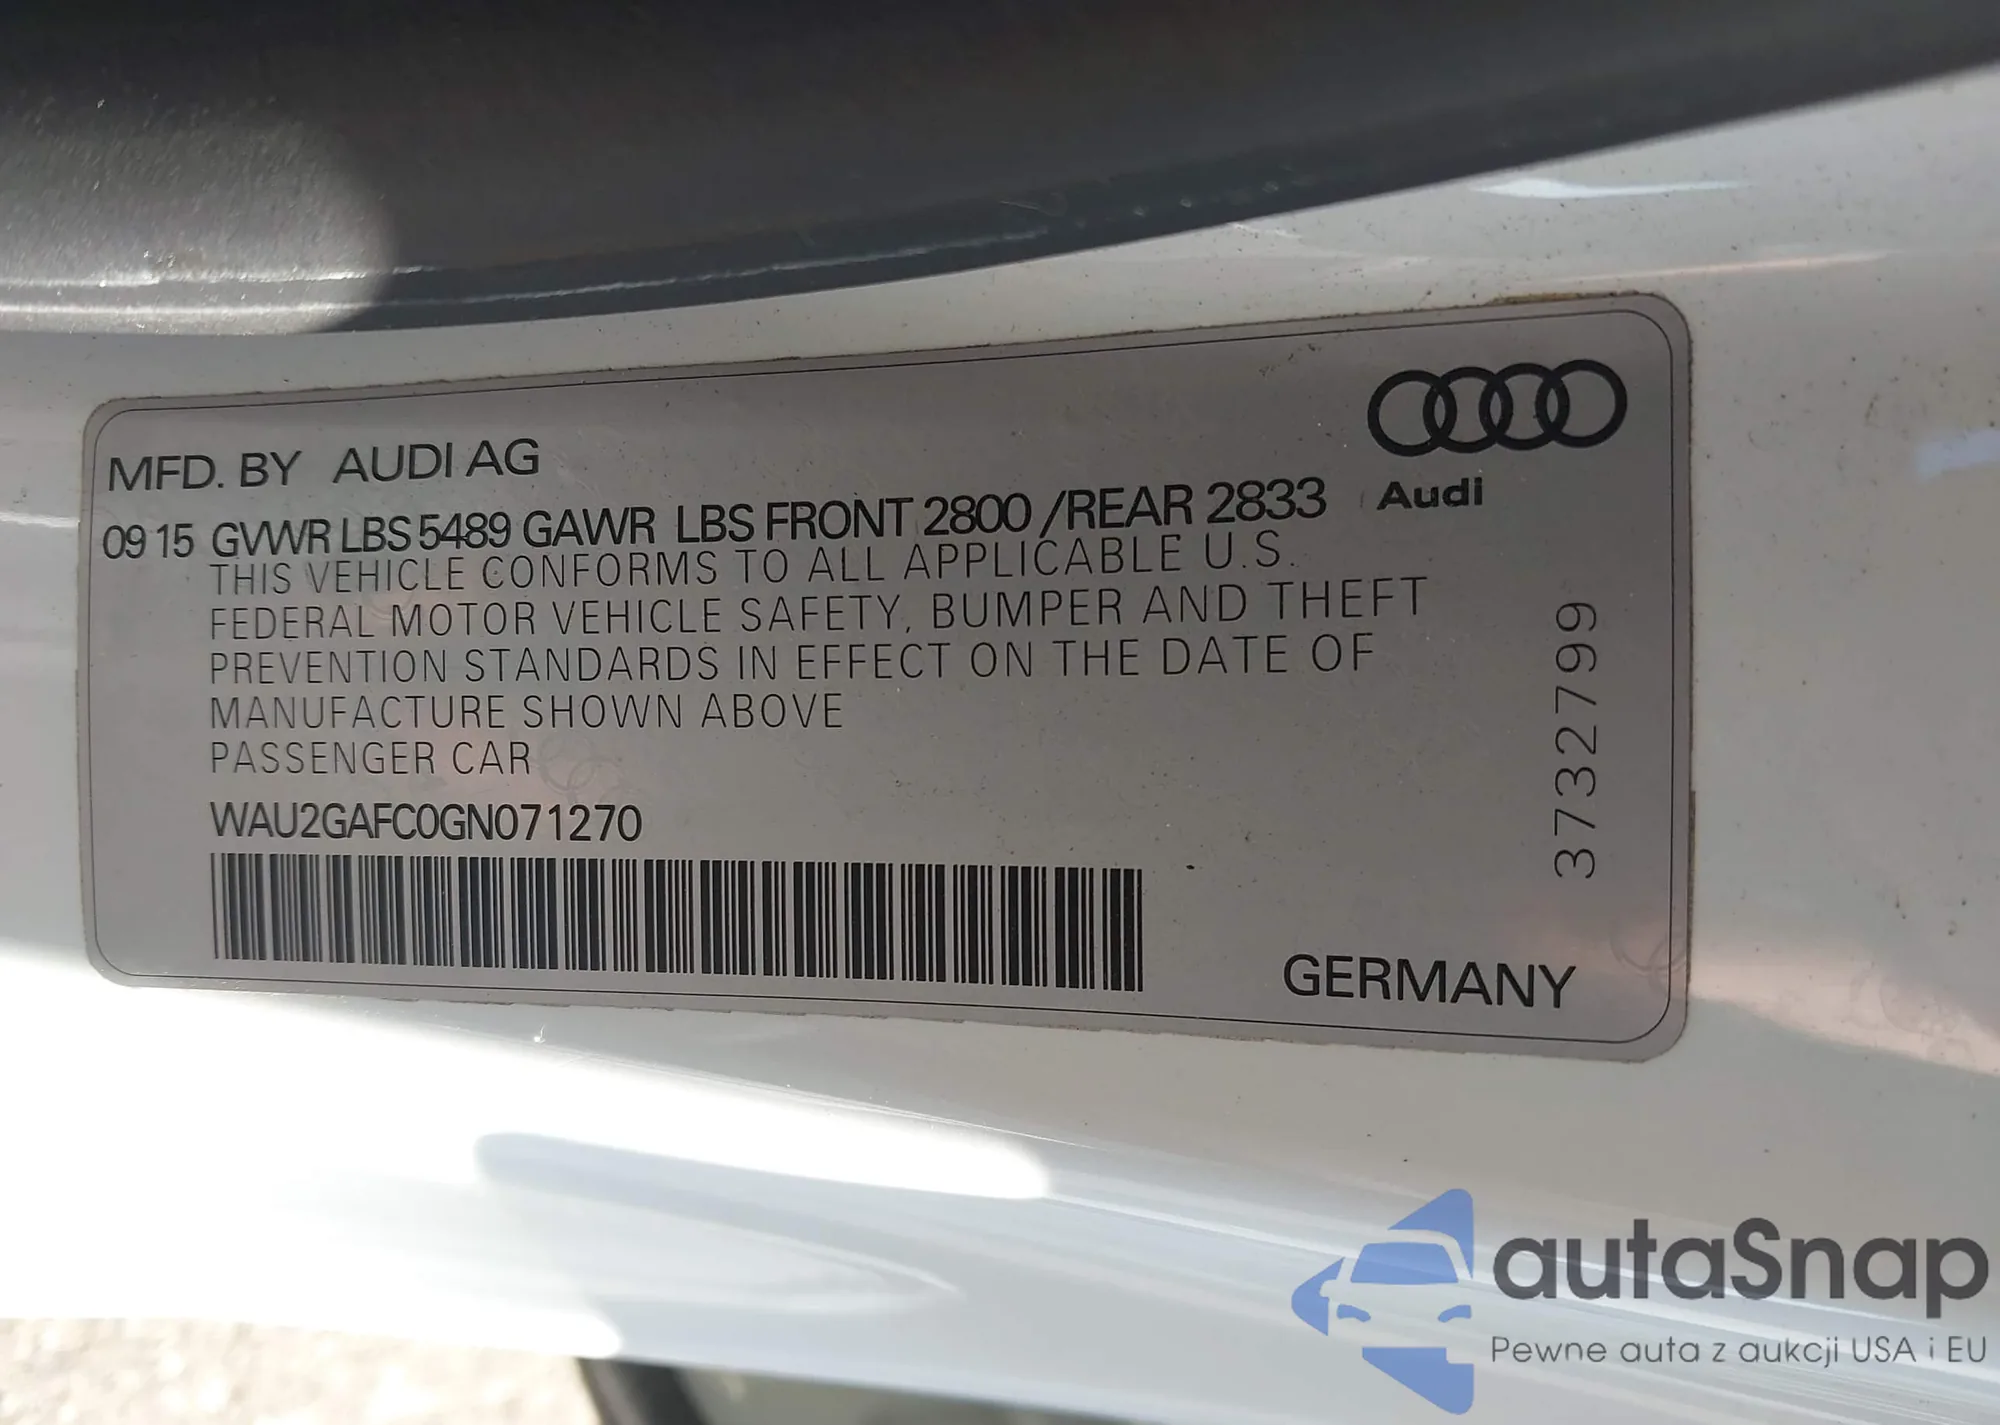 MFD. BY AUDI AG
Audi
09 15 GVWR LBS 5489 GAWR LBS FRONT 2800 /REAR 2833
THIS VEHICLE CONFORMS TO ALL APPLICABLE U.S.
FEDERAL MOTOR VEHICLE SAFETY, BUMPER AND THEFT
PREVENTION STANDARDS IN EFFECT ON THE DATE OF
MANUFACTURE SHOWN ABOVE
PASSENGER CAR
WAU2GAFC0GN071270
3732799
GERMANY
autaSnap
Pewne auta z aukcji USA i EU